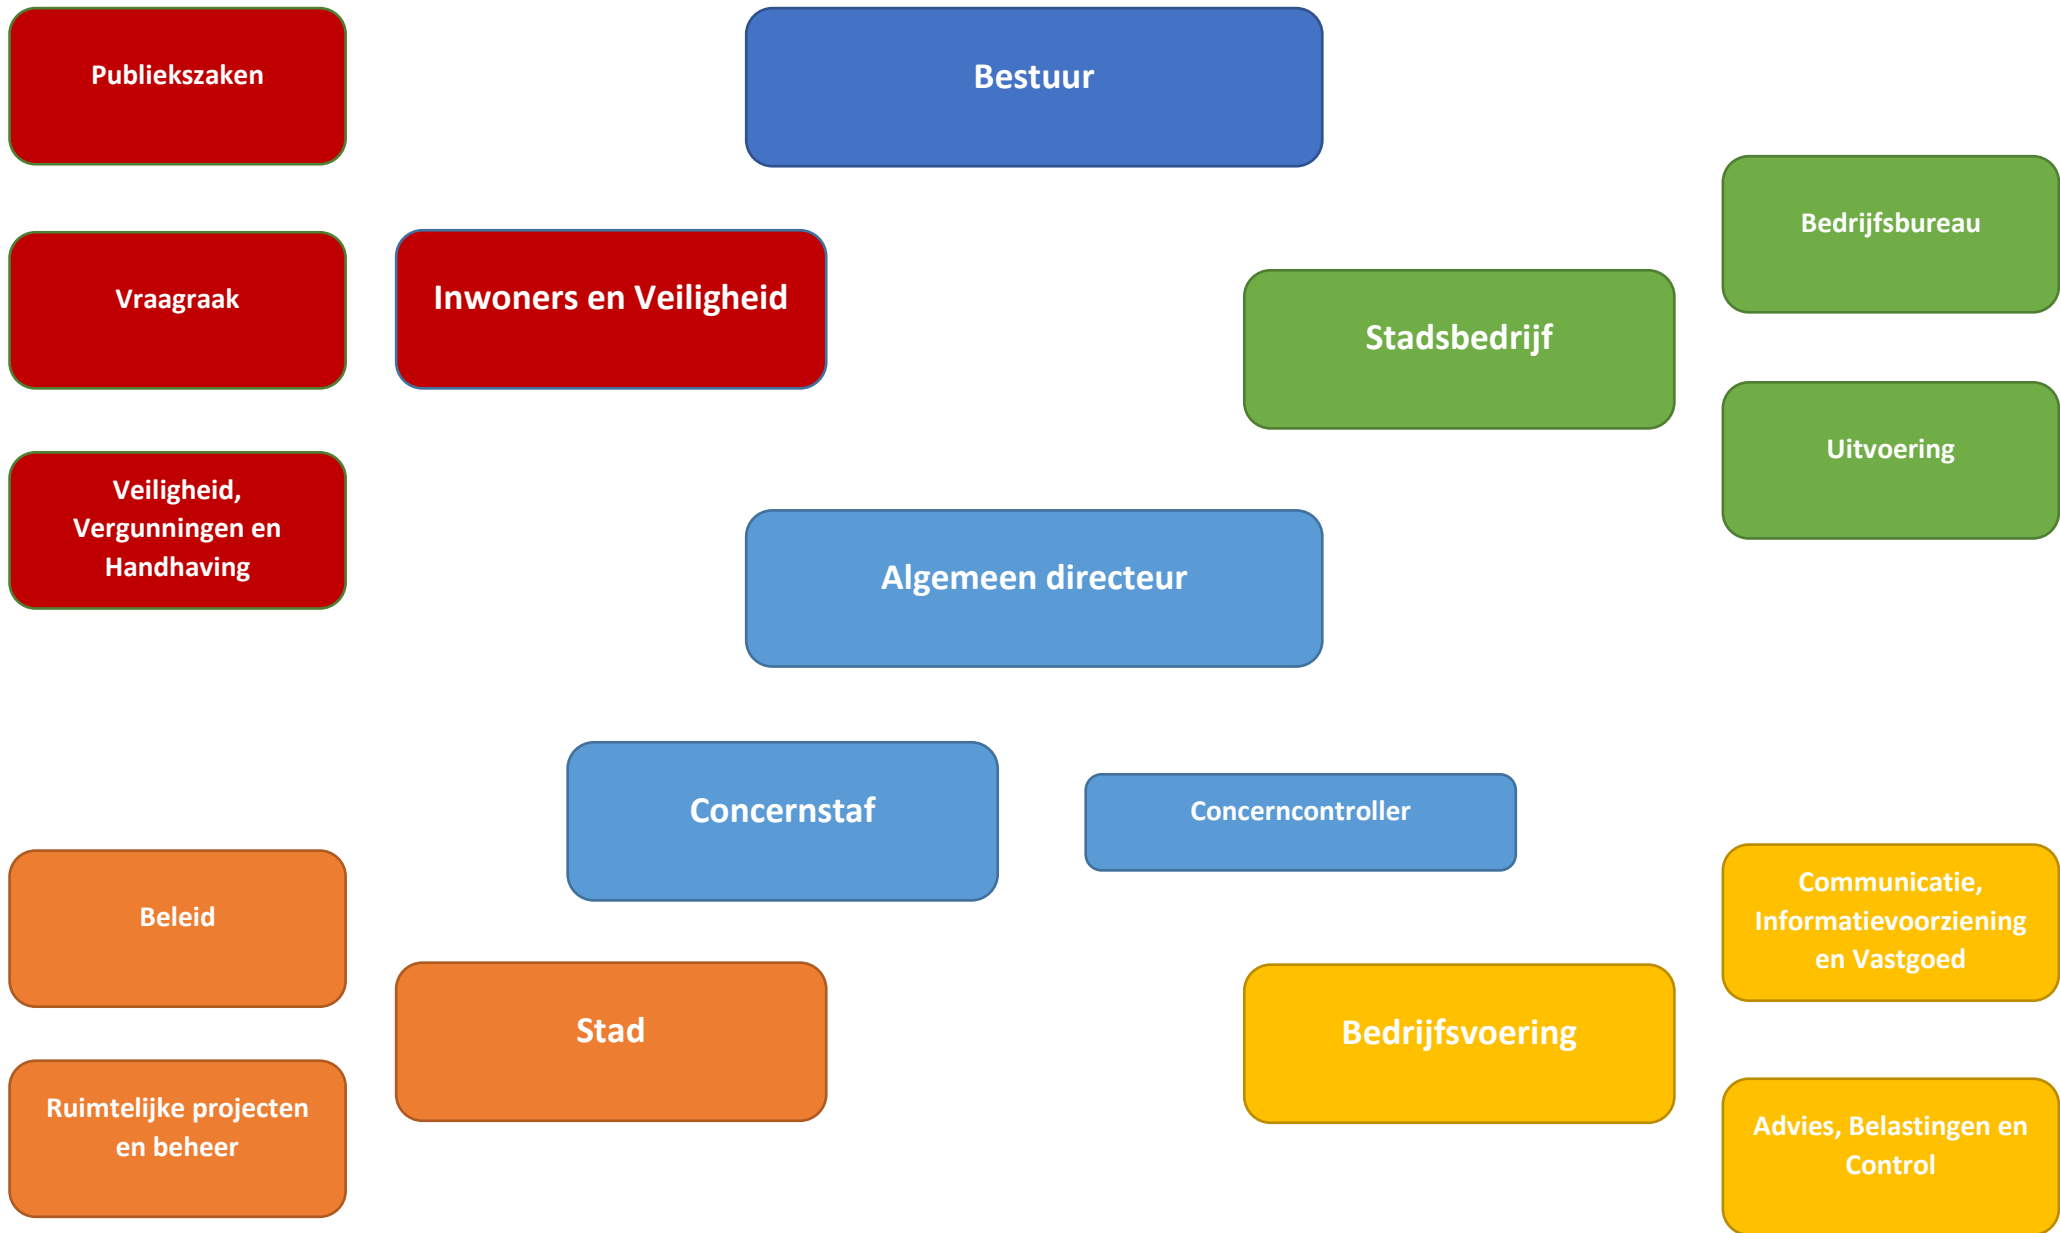 Publiekszaken
Bestuur
Bedrijfsbureau
Vraagraak
Inwoners en Veiligheid
Stadsbedrijf
Uitvoering
Veiligheid,
Vergunningen en
Handhaving
Algemeen directeur
Concernstaf
Concerncontroller
Beleid
Communicatie,
Informatievoorziening
en Vastgoed
Stad
Bedrijfsvoering
Ruimtelijke projecten
en beheer
Advies, Belastingen en
Control